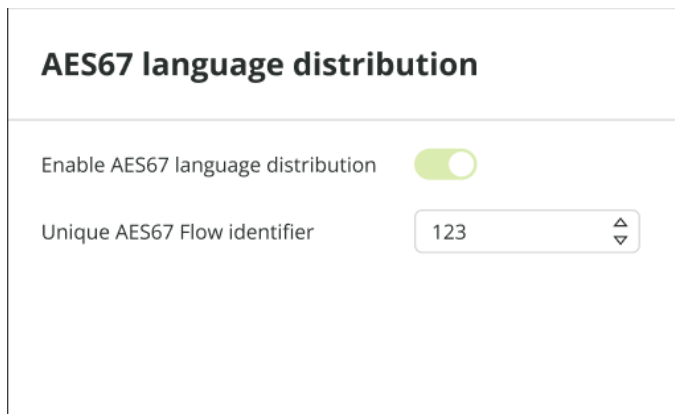 AES67 language distribution
Enable AES67 language distribution
Unique AES67 Flow identifier 123